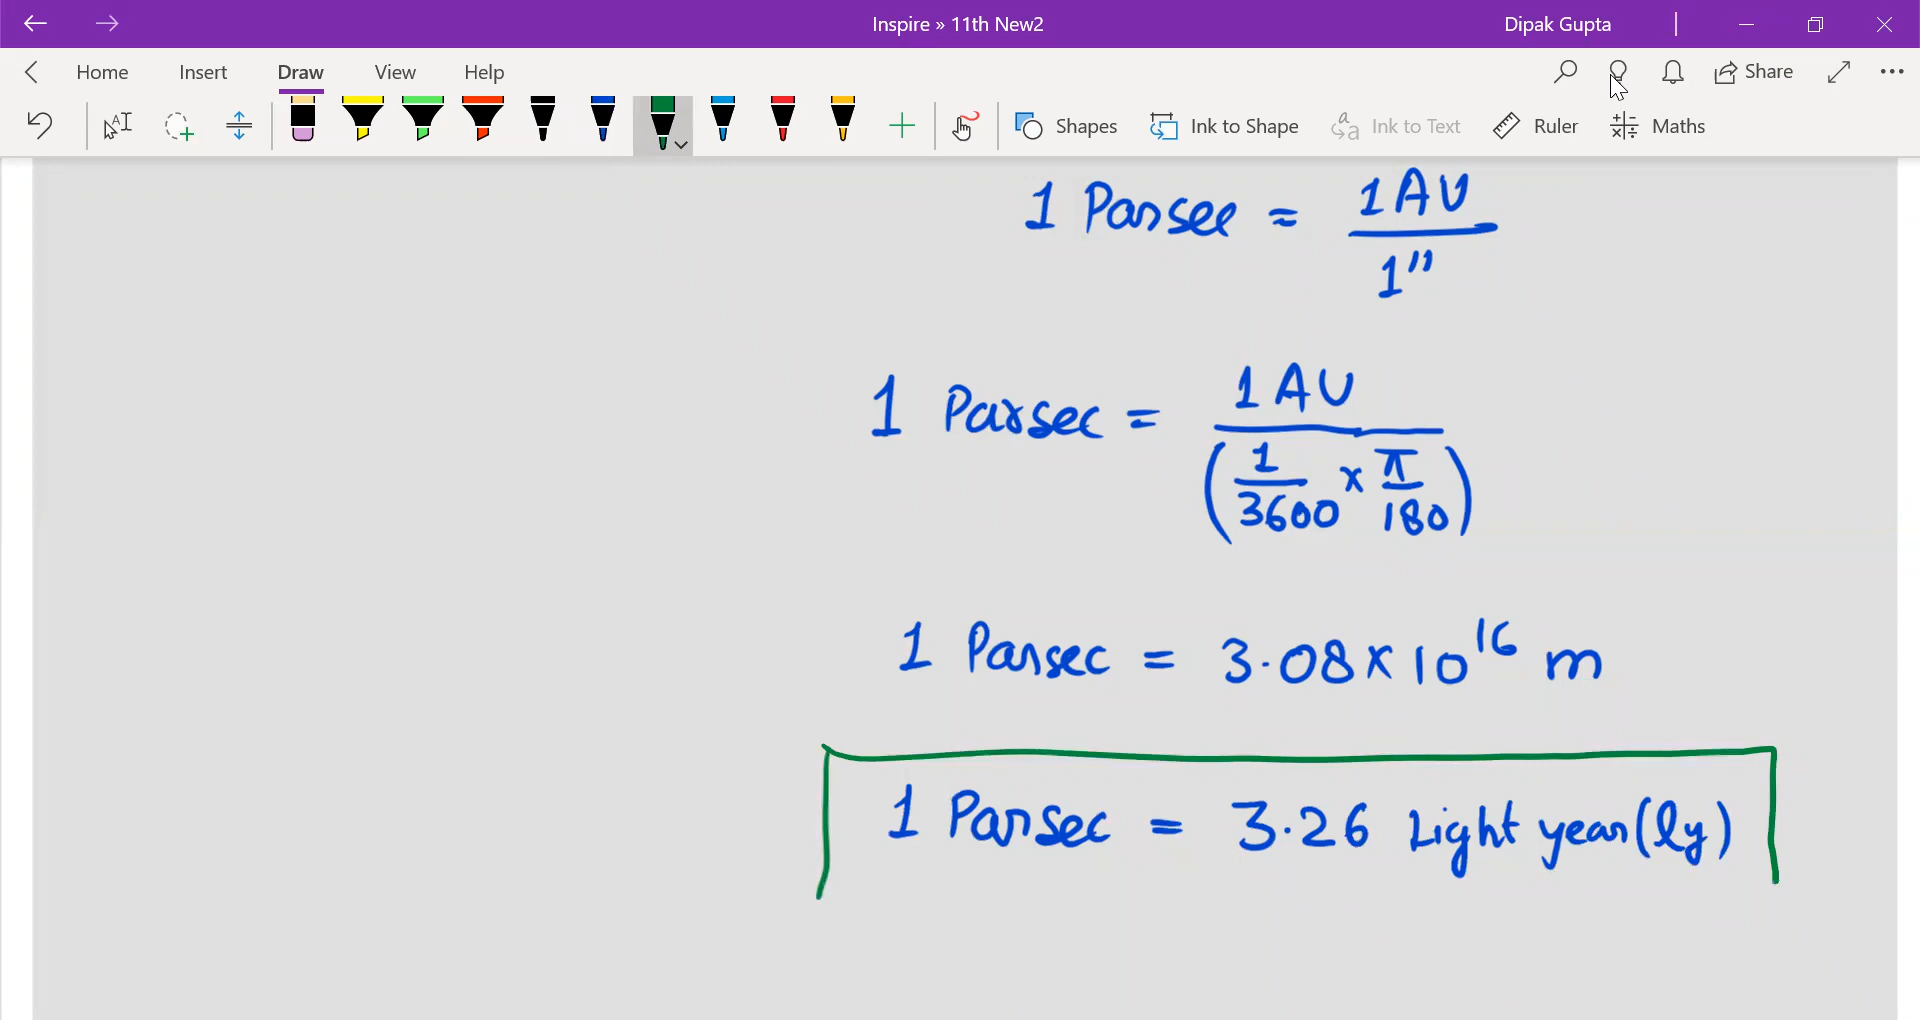 Inspire » 11th New2 Dipak Gupta
Home Insert Draw View Help Share
Shapes Ink to Shape Ink to Text Ruler Maths
1 Parsec = 1 AU / 1"
1 Parsec = 1 AU / (1/3600 x π/180)
1 Parsec = 3.08 x 10^16 m
1 Parsec = 3.26 Light year (ly)